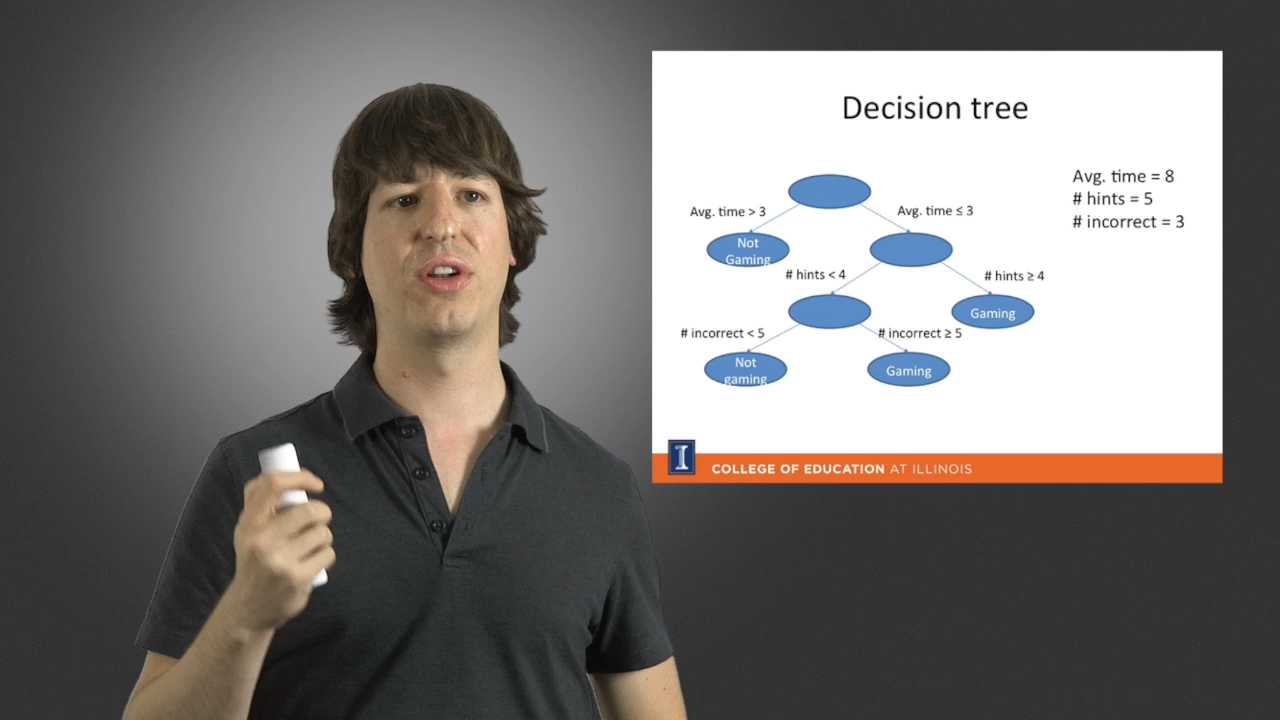 Decision tree
Avg. time = 8
# hints = 5
# incorrect = 3
Avg. time > 3
Avg. time ≤ 3
Not
Gaming
# hints < 4
# hints ≥ 4
Gaming
# incorrect < 5
# incorrect ≥ 5
Not
gaming
Gaming
I
COLLEGE OF EDUCATION AT ILLINOIS